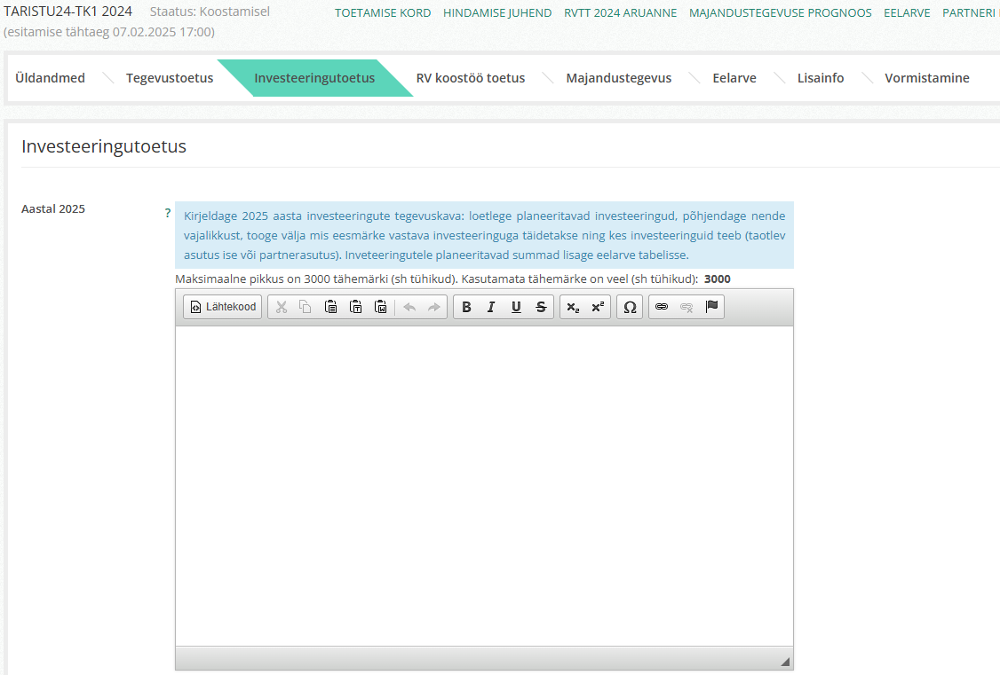 TARISTU24-TK1 2024 Staatus: Koostamisel TOETAMISE KORD HINDAMISE JUHEND RVTT 2024 ARUANNE MAJANDUSTEGEVUSE PROGNOOS EELARVE PARTNERI
(esitamise tähtaeg 07.02.2025 17:00)
Üldandmed Tegevustoetus Investeeringutoetus RV koostöö toetus Majandustegevus Eelarve Lisainfo Vormistamine
Investeeringutoetus
Aastal 2025 ? Kirjeldage 2025 aasta investeeringute tegevuskava: loetlege planeeritavad investeeringud, põhjendage nende
vajalikkust, tooge välja mis eesmärke vastava investeeringuga täidetakse ning kes investeeringuid teeb (taotlev
asutus ise või partnerasutus). Inveteeringutele planeeritavad summad lisage eelarve tabelisse.
Maksimaalne pikkus on 3000 tähemärki (sh tühikud). Kasutamata tähemärke on veel (sh tühikud): 3000
Lähtekood B I U S x₂ x² Ω